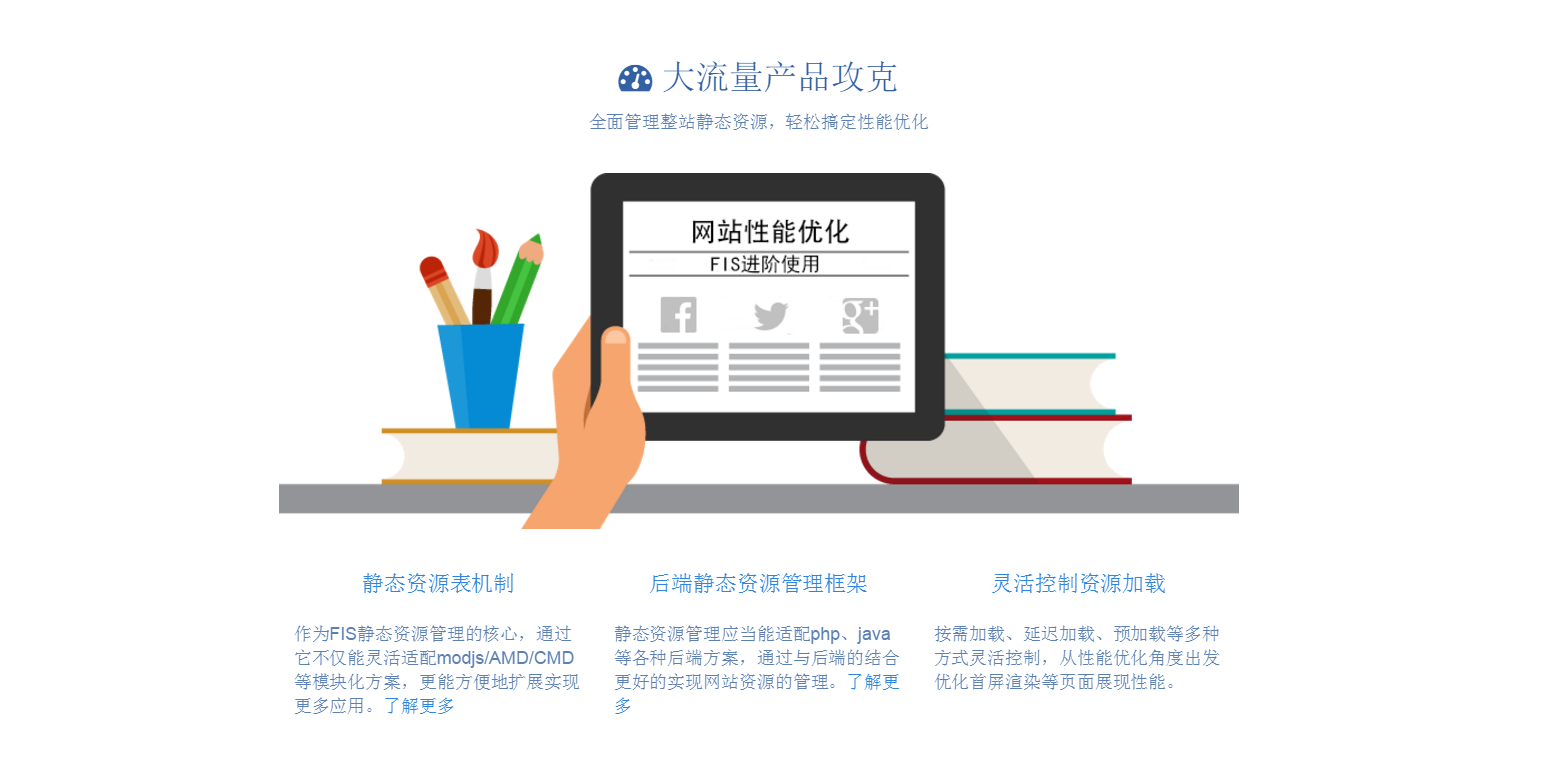 大流量产品攻克
全面管理整站静态资源，轻松搞定性能优化
网站性能优化
FIS进阶使用
静态资源表机制
作为FIS静态资源管理的核心，通过
它不仅能灵活适配modjs/AMD/CMD
等模块化方案，更能方便地扩展实现
更多应用。了解更多
后端静态资源管理框架
静态资源管理应当能适配php、java
等各种后端方案，通过与后端的结合
更好的实现网站资源的管理。了解更
多
灵活控制资源加载
按需加载、延迟加载、预加载等多种
方式灵活控制，从性能优化角度出发
优化首屏渲染等页面展现性能。